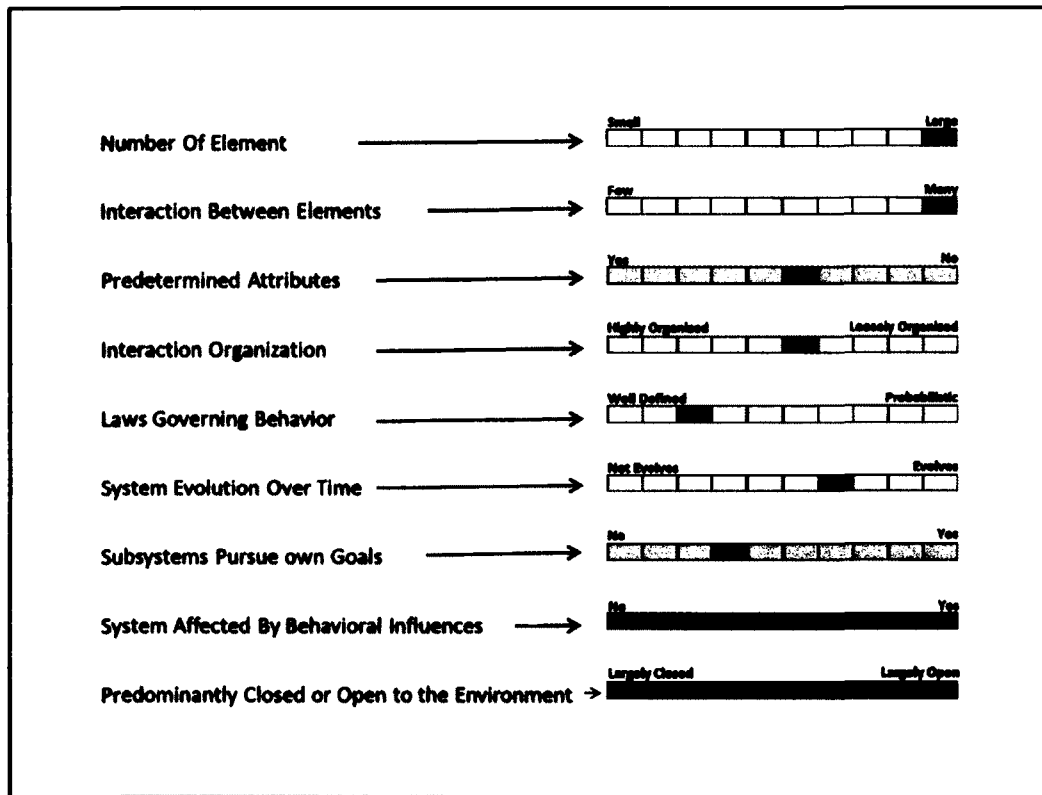 Small Large
Number Of Element
Few Many
Interaction Between Elements
Yes No
Predetermined Attributes
Highly Organized Loosely Organized
Interaction Organization
Well Defined Probabilistic
Laws Governing Behavior
Not Evolves Evolves
System Evolution Over Time
No Yes
Subsystems Pursue own Goals
No Yes
System Affected By Behavioral Influences
Largely Closed Largely Open
Predominantly Closed or Open to the Environment